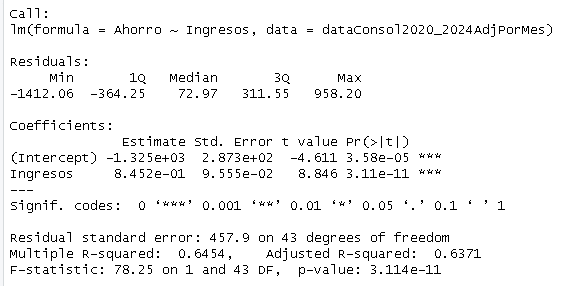 Call:
lm(formula = Ahorro ~ Ingresos, data = dataConsol2020_2024AdjPorMes)
Residuals:
Min 1Q Median 3Q Max
-1412.06 -364.25 72.97 311.55 958.20
Coefficients:
Estimate Std. Error t value Pr(>|t|)
(Intercept) -1.325e+03 2.873e+02 -4.611 3.58e-05 ***
Ingresos 8.452e-01 9.555e-02 8.846 3.11e-11 ***
---
Signif. codes: 0 ‘***’ 0.001 ‘**’ 0.01 ‘*’ 0.05 ‘.’ 0.1 ‘ ’ 1
Residual standard error: 457.9 on 43 degrees of freedom
Multiple R-squared: 0.6454, Adjusted R-squared: 0.6371
F-statistic: 78.25 on 1 and 43 DF, p-value: 3.114e-11